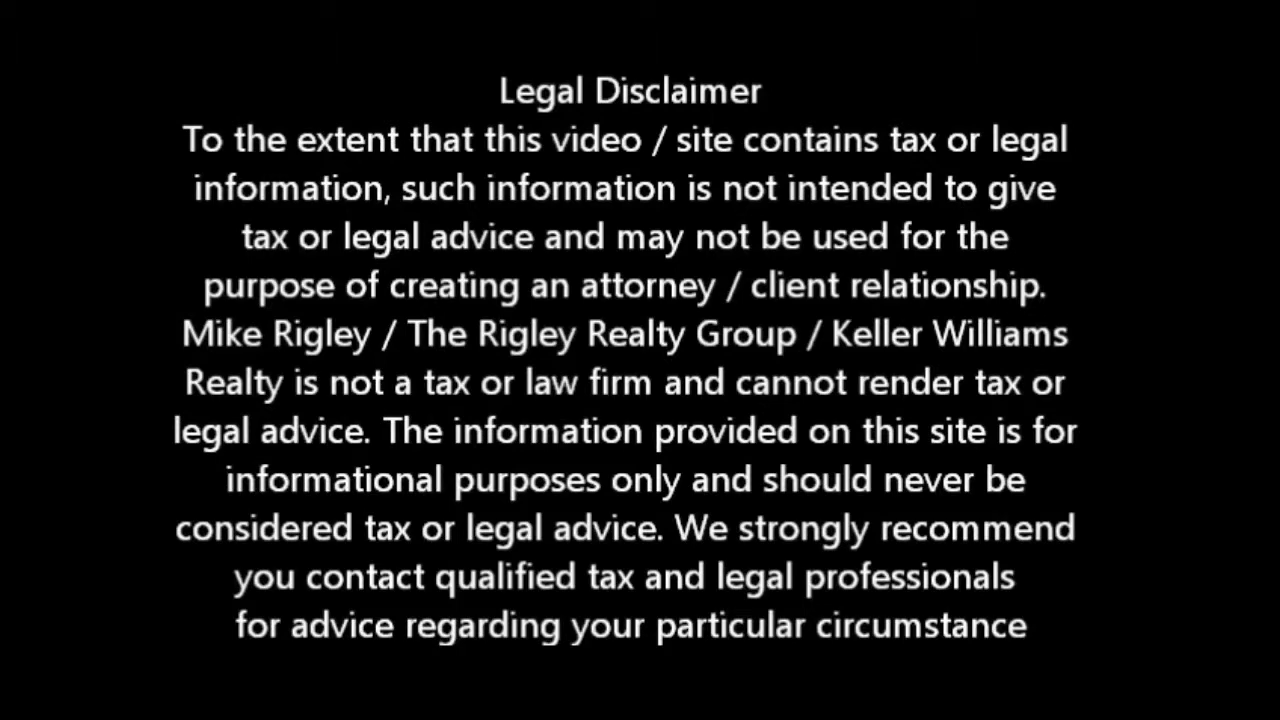 Legal Disclaimer
To the extent that this video / site contains tax or legal
information, such information is not intended to give
tax or legal advice and may not be used for the
purpose of creating an attorney / client relationship.
Mike Rigley / The Rigley Realty Group / Keller Williams
Realty is not a tax or law firm and cannot render tax or
legal advice. The information provided on this site is for
informational purposes only and should never be
considered tax or legal advice. We strongly recommend
you contact qualified tax and legal professionals
for advice regarding your particular circumstance